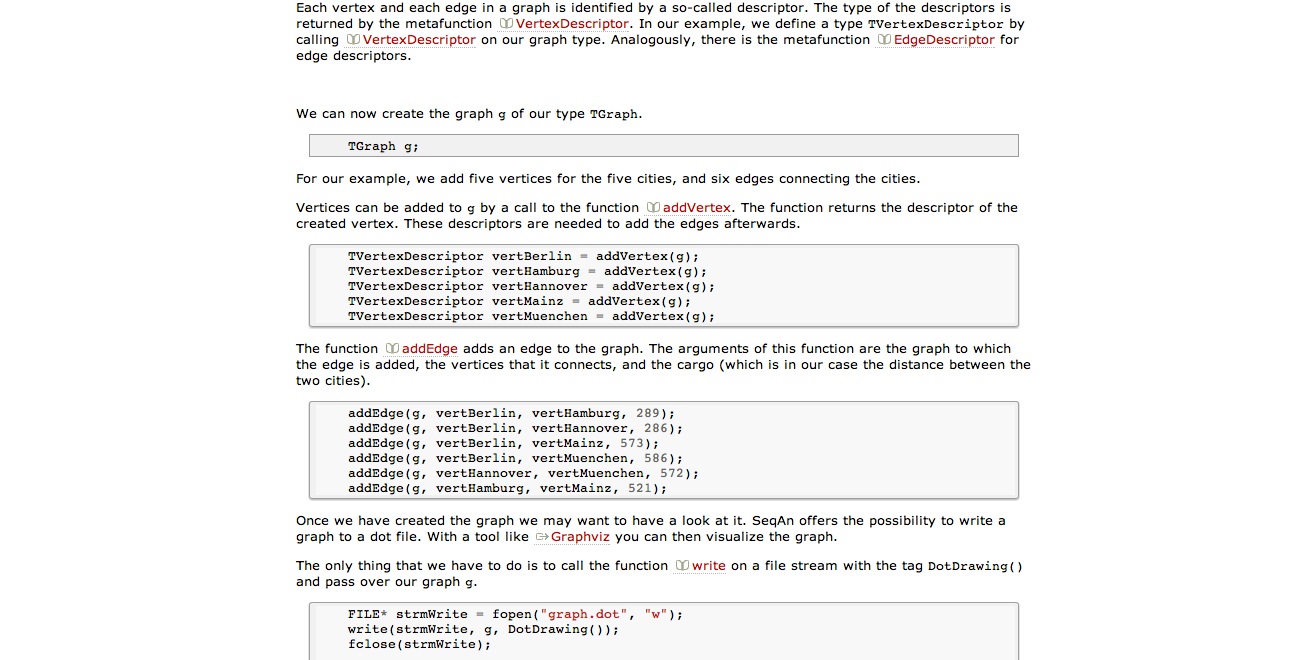 Each vertex and each edge in a graph is identified by a so-called descriptor. The type of the descriptors is
returned by the metafunction VertexDescriptor. In our example, we define a type TVertexDescriptor by
calling VertexDescriptor on our graph type. Analogously, there is the metafunction EdgeDescriptor for
edge descriptors.
We can now create the graph g of our type TGraph.
TGraph g;
For our example, we add five vertices for the five cities, and six edges connecting the cities.
Vertices can be added to g by a call to the function addVertex. The function returns the descriptor of the
created vertex. These descriptors are needed to add the edges afterwards.
TVertexDescriptor vertBerlin = addVertex(g);
TVertexDescriptor vertHamburg = addVertex(g);
TVertexDescriptor vertHannover = addVertex(g);
TVertexDescriptor vertMainz = addVertex(g);
TVertexDescriptor vertMuenchen = addVertex(g);
The function addEdge adds an edge to the graph. The arguments of this function are the graph to which
the edge is added, the vertices that it connects, and the cargo (which is in our case the distance between the
two cities).
addEdge(g, vertBerlin, vertHamburg, 289);
addEdge(g, vertBerlin, vertHannover, 286);
addEdge(g, vertBerlin, vertMainz, 573);
addEdge(g, vertBerlin, vertMuenchen, 586);
addEdge(g, vertHannover, vertMuenchen, 572);
addEdge(g, vertHamburg, vertMainz, 521);
Once we have created the graph we may want to have a look at it. SeqAn offers the possibility to write a
graph to a dot file. With a tool like Graphviz you can then visualize the graph.
The only thing that we have to do is to call the function write on a file stream with the tag DotDrawing()
and pass over our graph g.
FILE* strmWrite = fopen("graph.dot", "w");
write(strmWrite, g, DotDrawing());
fclose(strmWrite);